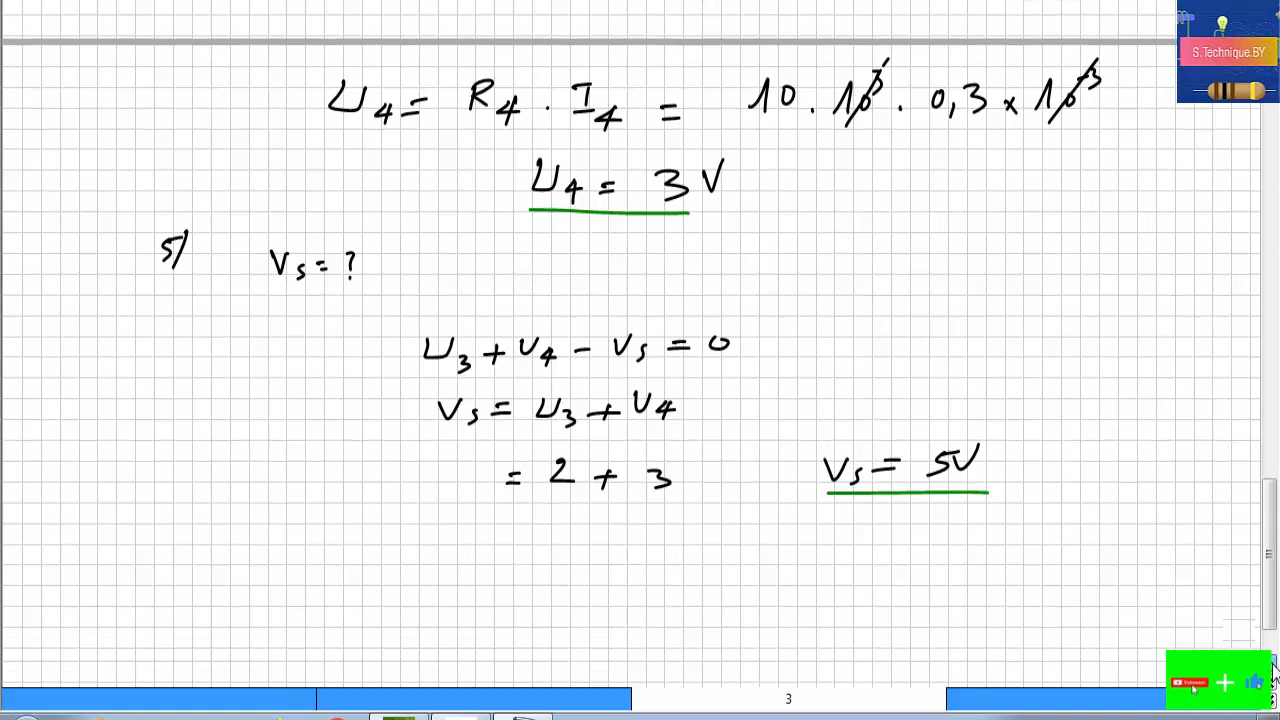 S.Technique.BY
U₄ = R₄ . I₄ = 10 . 10³ . 0,3 x 10⁻³
U₄ = 3 V
5/ Vs = ?
U₃ + U₄ - Vs = 0
Vs = U₃ + U₄
= 2 + 3
Vs = 5V
3